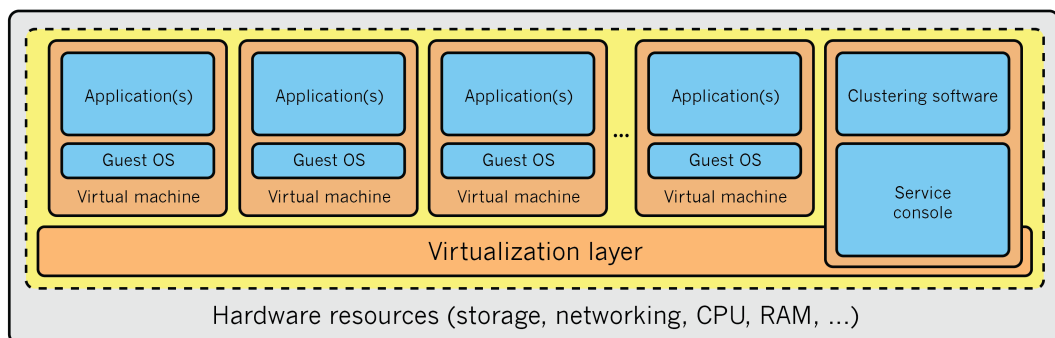 Application(s)
Application(s)
Application(s)
Application(s)
Clustering software
...
Guest OS
Guest OS
Guest OS
Guest OS
Virtual machine
Virtual machine
Virtual machine
Virtual machine
Service
console
Virtualization layer
Hardware resources (storage, networking, CPU, RAM, ...)